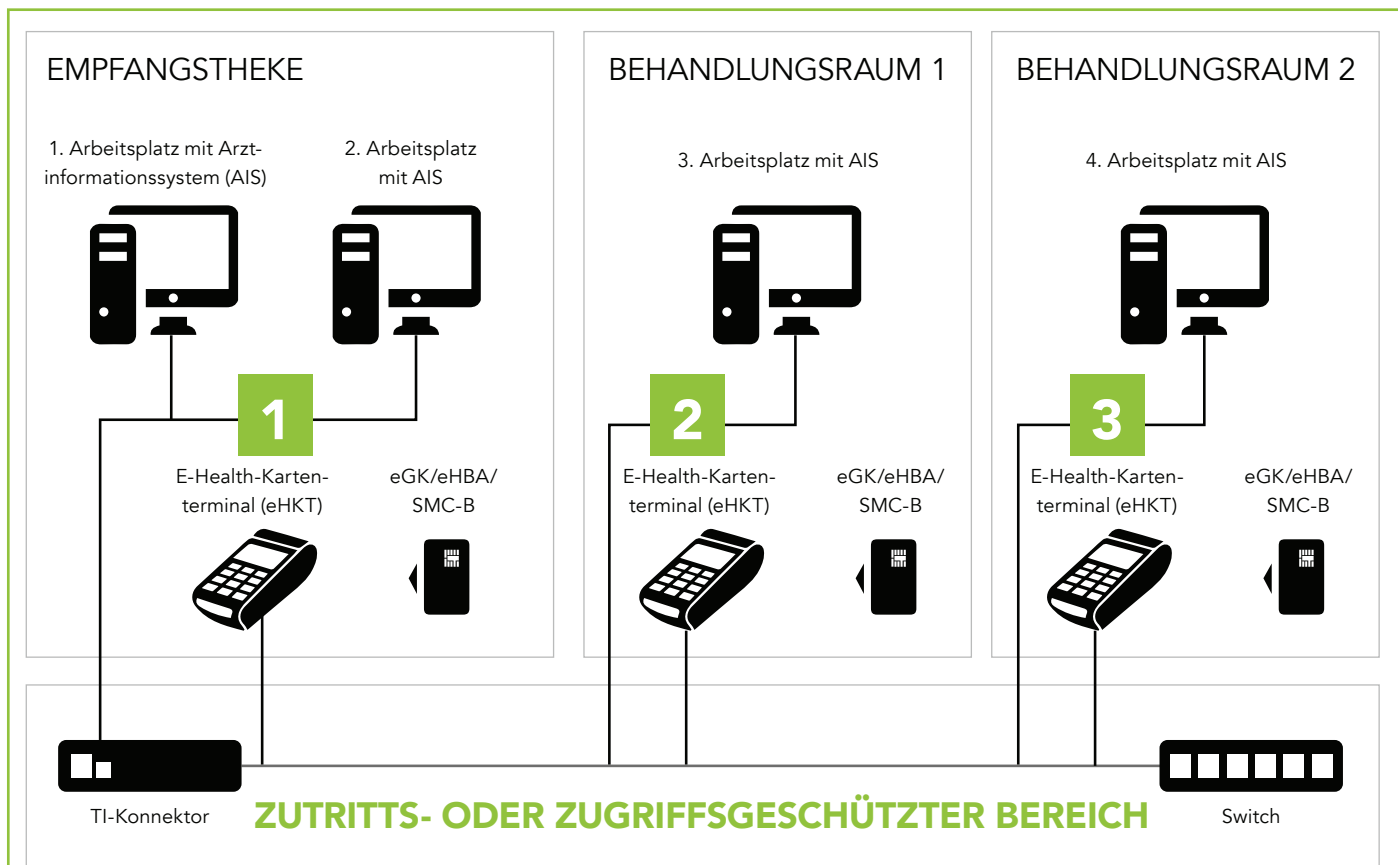 EMPFANGSTHEKE
1. Arbeitsplatz mit Arzt-
informationssystem (AIS)
2. Arbeitsplatz
mit AIS
1
E-Health-Karten-
terminal (eHKT)
eGK/eHBA/
SMC-B
BEHANDLUNGSRAUM 1
3. Arbeitsplatz mit AIS
2
E-Health-Karten-
terminal (eHKT)
eGK/eHBA/
SMC-B
BEHANDLUNGSRAUM 2
4. Arbeitsplatz mit AIS
3
E-Health-Karten-
terminal (eHKT)
eGK/eHBA/
SMC-B
TI-Konnektor
ZUTRITTS- ODER ZUGRIFFSGESCHÜTZTER BEREICH
Switch